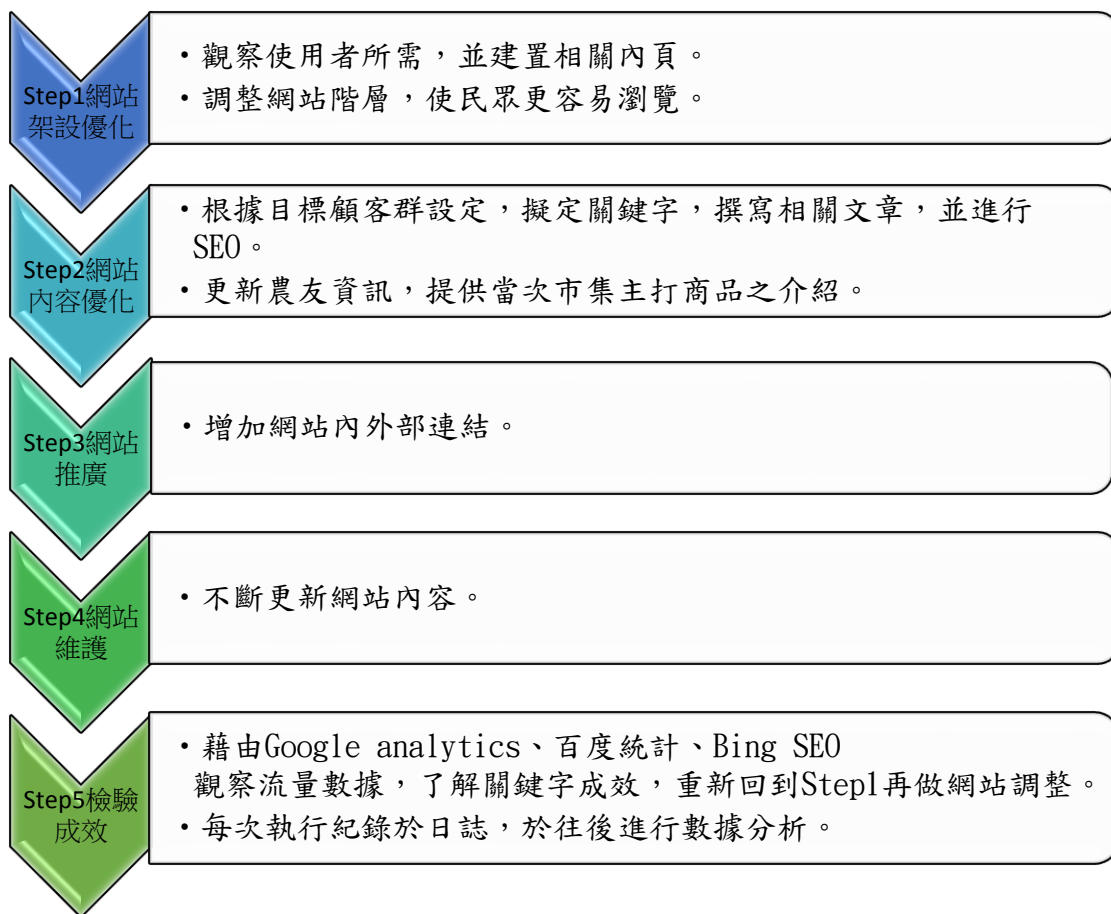 Step1網站
架設優化
•觀察使用者所需，並建置相關內頁。
•調整網站階層，使民眾更容易瀏覽。
Step2網站
內容優化
•根據目標顧客群設定，擬定關鍵字，撰寫相關文章，並進行
SEO。
•更新農友資訊，提供當次市集主打商品之介紹。
Step3網站
推廣
•增加網站內外部連結。
Step4網站
維護
•不斷更新網站內容。
Step5檢驗
成效
•藉由Google analytics、百度統計、Bing SEO
觀察流量數據，了解關鍵字成效，重新回到Step1再做網站調整。
•每次執行紀錄於日誌，於往後進行數據分析。